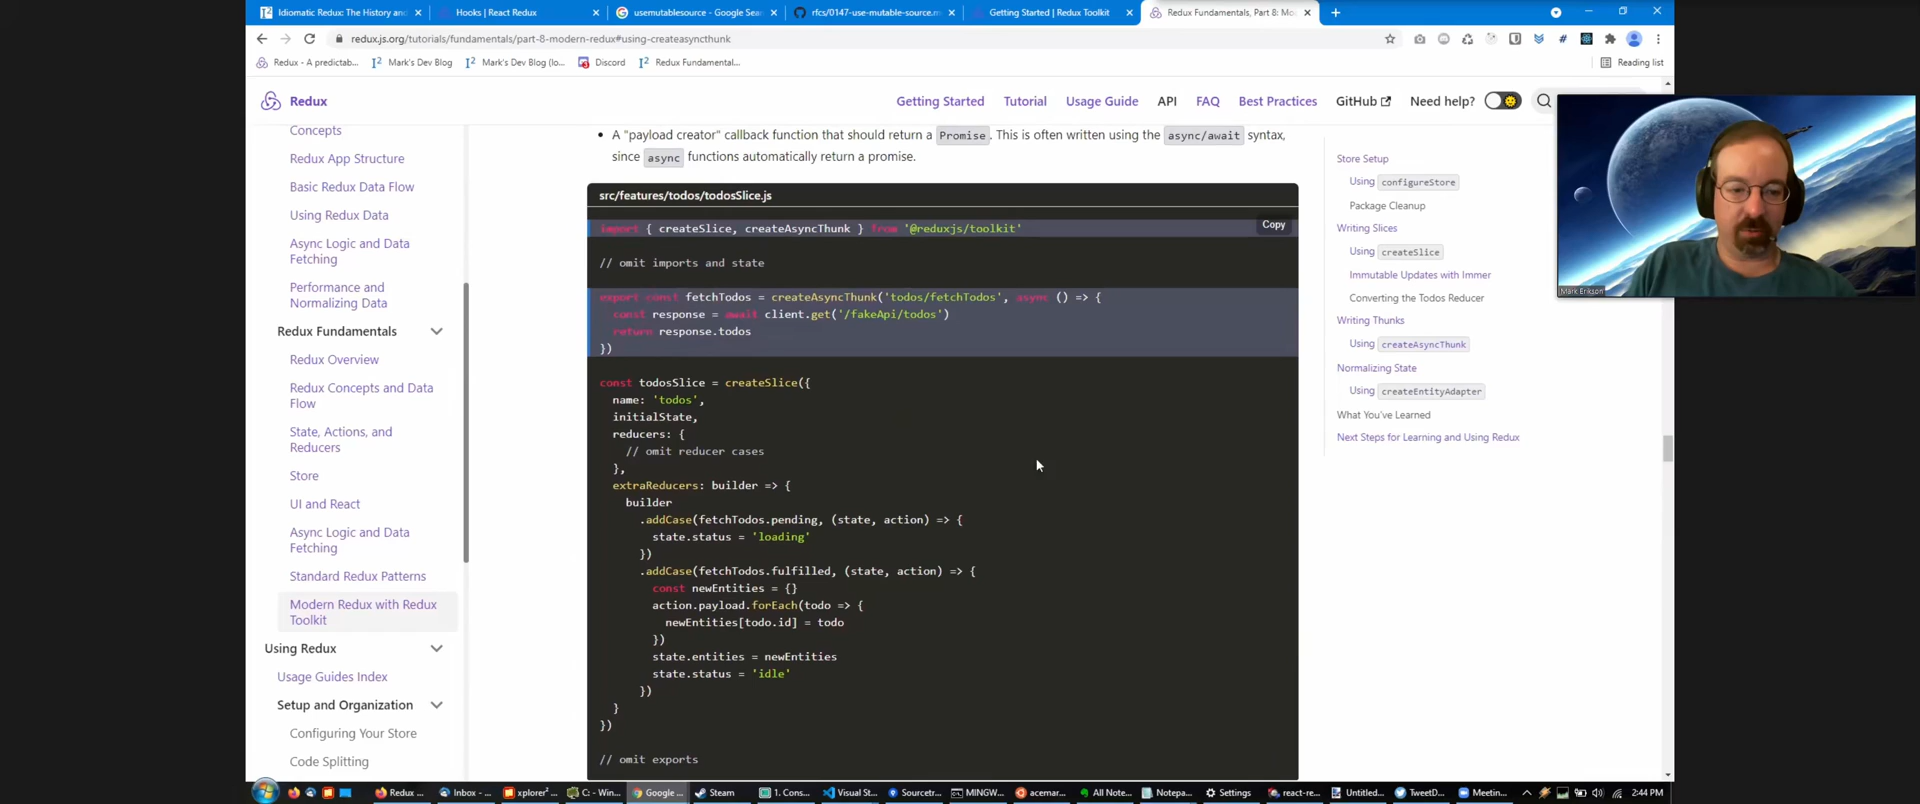 Idiomatic Redux: The History and
Hooks | React Redux
usemutablesource - Google Sear
rfcs/0147-use-mutable-source.m
Getting Started | Redux Toolkit
Redux Fundamentals, Part 8: Mo
redux.js.org/tutorials/fundamentals/part-8-modern-redux#using-createasyncthunk
Redux - A predictab...
Mark's Dev Blog
Mark's Dev Blog (lo...
Discord
Redux Fundamental...
Reading list
Redux
Getting Started
Tutorial
Usage Guide
API
FAQ
Best Practices
GitHub
Need help?
Concepts
Redux App Structure
Basic Redux Data Flow
Using Redux Data
Async Logic and Data
Fetching
Performance and
Normalizing Data
Redux Fundamentals
Redux Overview
Redux Concepts and Data
Flow
State, Actions, and
Reducers
Store
UI and React
Async Logic and Data
Fetching
Standard Redux Patterns
Modern Redux with Redux
Toolkit
Using Redux
Usage Guides Index
Setup and Organization
Configuring Your Store
Code Splitting
• A "payload creator" callback function that should return a Promise. This is often written using the async/await syntax,
since async functions automatically return a promise.
src/features/todos/todosSlice.js
Copy
import { createSlice, createAsyncThunk } from '@reduxjs/toolkit'
// omit imports and state
export const fetchTodos = createAsyncThunk('todos/fetchTodos', async () => {
const response = await client.get('/fakeApi/todos')
return response.todos
})
const todosSlice = createSlice({
name: 'todos',
initialState,
reducers: {
// omit reducer cases
},
extraReducers: builder => {
builder
.addCase(fetchTodos.pending, (state, action) => {
state.status = 'loading'
})
.addCase(fetchTodos.fulfilled, (state, action) => {
const newEntities = {}
action.payload.forEach(todo => {
newEntities[todo.id] = todo
})
state.entities = newEntities
state.status = 'idle'
})
}
})
// omit exports
Store Setup
Using configureStore
Package Cleanup
Writing Slices
Using createSlice
Immutable Updates with Immer
Converting the Todos Reducer
Writing Thunks
Using createAsyncThunk
Normalizing State
Using createEntityAdapter
What You've Learned
Next Steps for Learning and Using Redux
Mark Erikson
Redux ...
Inbox - ...
xplorer² ...
C: - Win...
Google ...
Steam
1. Cons...
Visual St...
Sourcetr...
MINGW...
acemar...
All Note...
Notepa...
Settings
react-re...
Untitled...
TweetD...
Meetin...
2:44 PM